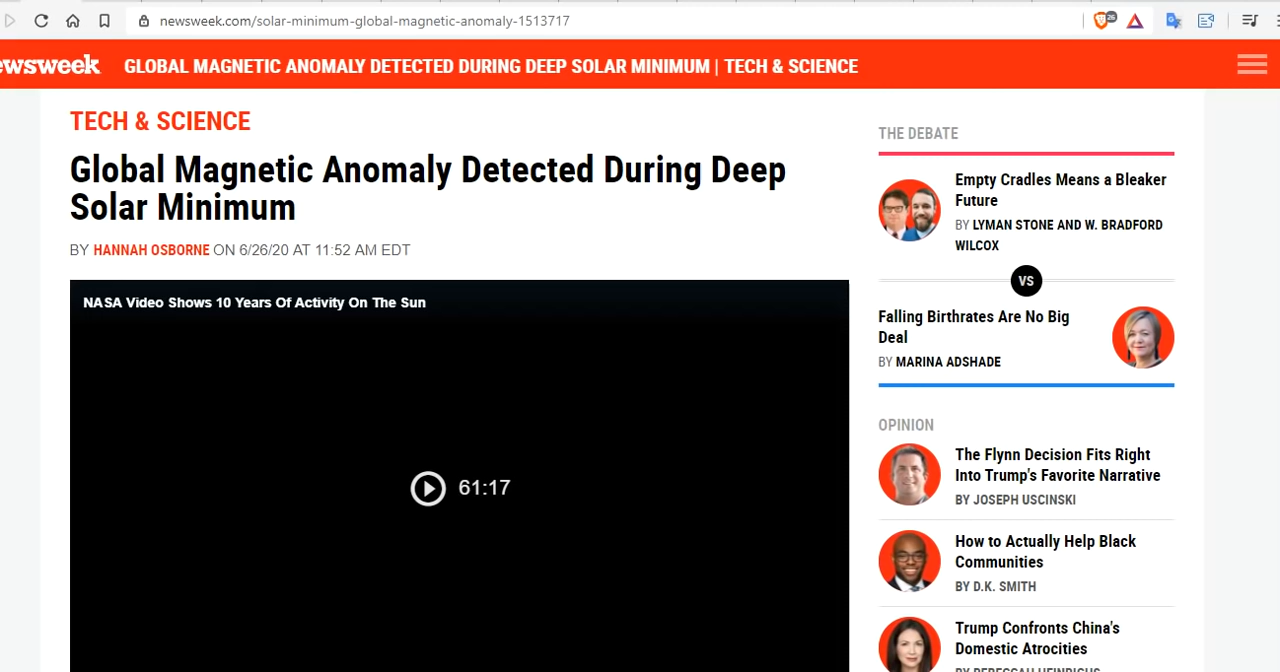 newsweek.com/solar-minimum-global-magnetic-anomaly-1513717
26
ewsweek
GLOBAL MAGNETIC ANOMALY DETECTED DURING DEEP SOLAR MINIMUM | TECH & SCIENCE
TECH & SCIENCE
Global Magnetic Anomaly Detected During Deep
Solar Minimum
BY HANNAH OSBORNE ON 6/26/20 AT 11:52 AM EDT
NASA Video Shows 10 Years Of Activity On The Sun
61:17
THE DEBATE
Empty Cradles Means a Bleaker
Future
BY LYMAN STONE AND W. BRADFORD
WILCOX
VS
Falling Birthrates Are No Big
Deal
BY MARINA ADSHADE
OPINION
The Flynn Decision Fits Right
Into Trump's Favorite Narrative
BY JOSEPH USCINSKI
How to Actually Help Black
Communities
BY D.K. SMITH
Trump Confronts China's
Domestic Atrocities